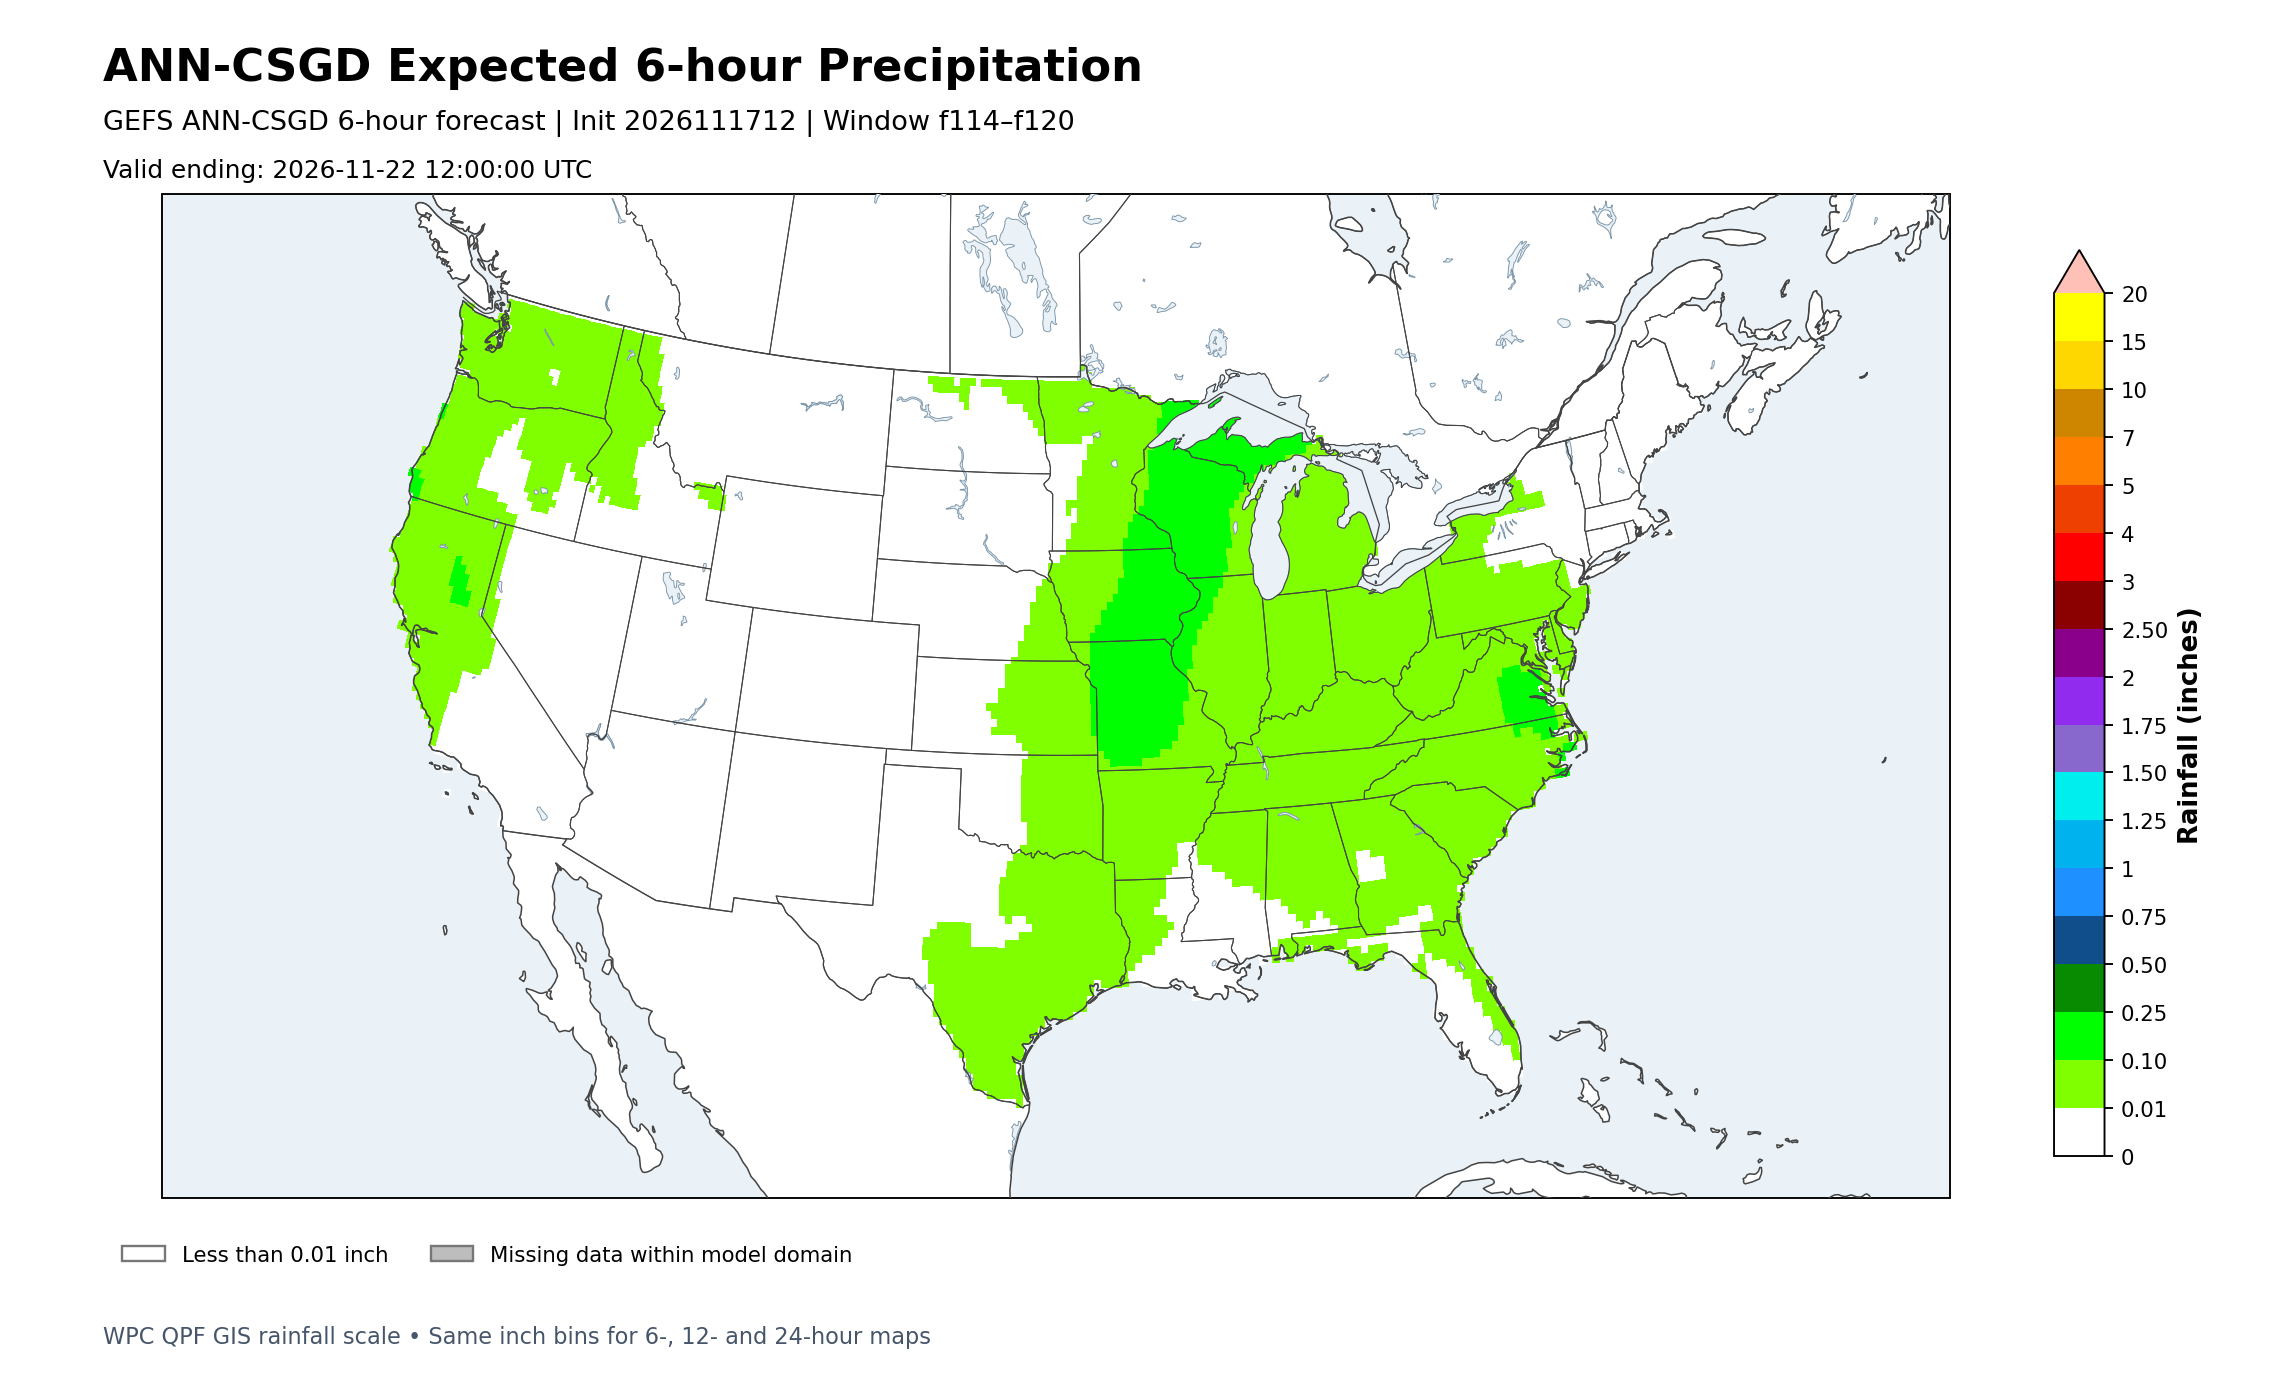 ANN-CSGD Expected 6-hour Precipitation
GEFS ANN-CSGD 6-hour forecast | Init 2026111712 | Window f114–f120
Valid ending: 2026-11-22 12:00:00 UTC
20
15
10
7
5
4
3
2.50
2
1.75
1.50
1.25
1
0.75
0.50
0.25
0.10
0.01
0
Rainfall (inches)
Less than 0.01 inch
Missing data within model domain
WPC QPF GIS rainfall scale • Same inch bins for 6-, 12- and 24-hour maps